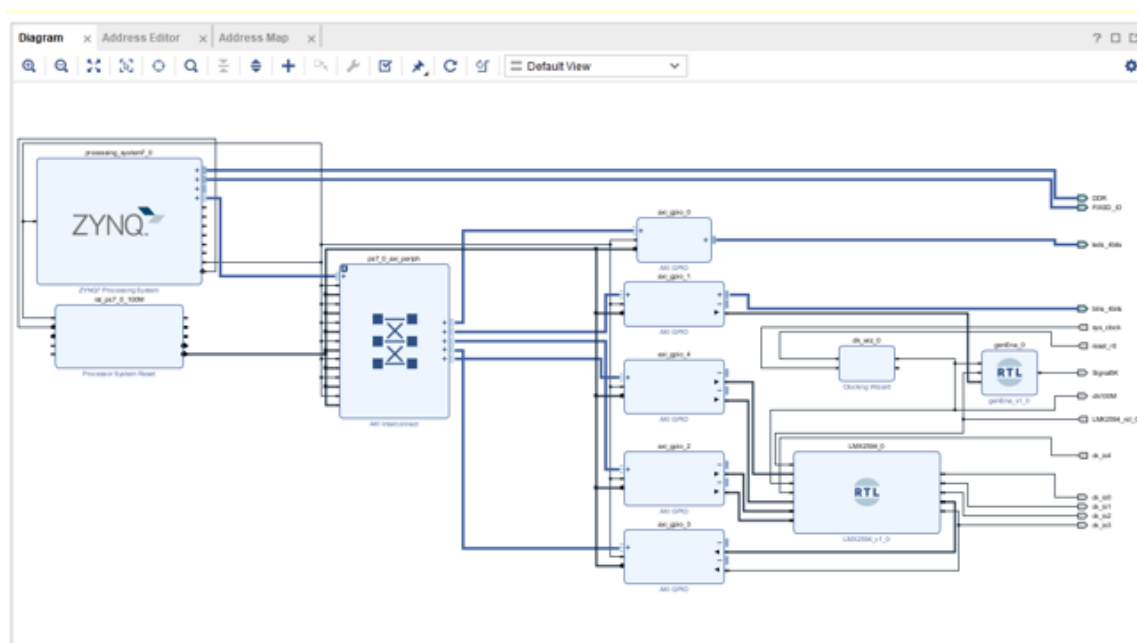 Diagram
Address Editor
Address Map
Default View
processing_system7_0
ZYNQ
ZYNQ7 Processing System
rst_ps7_0_100M
Processor System Reset
ps7_0_axi_periph
AXI Interconnect
axi_gpio_0
AXI GPIO
axi_gpio_1
AXI GPIO
axi_gpio_4
AXI GPIO
axi_gpio_2
AXI GPIO
axi_gpio_3
AXI GPIO
clk_wiz_0
Clocking Wizard
genEna_0
RTL
genEna_v1_0
LMX2594_0
RTL
LMX2594_v1_0
DDR
FIXED_IO
leds_4bits
btns_4bits
sys_clock
reset_rtl
clk100M